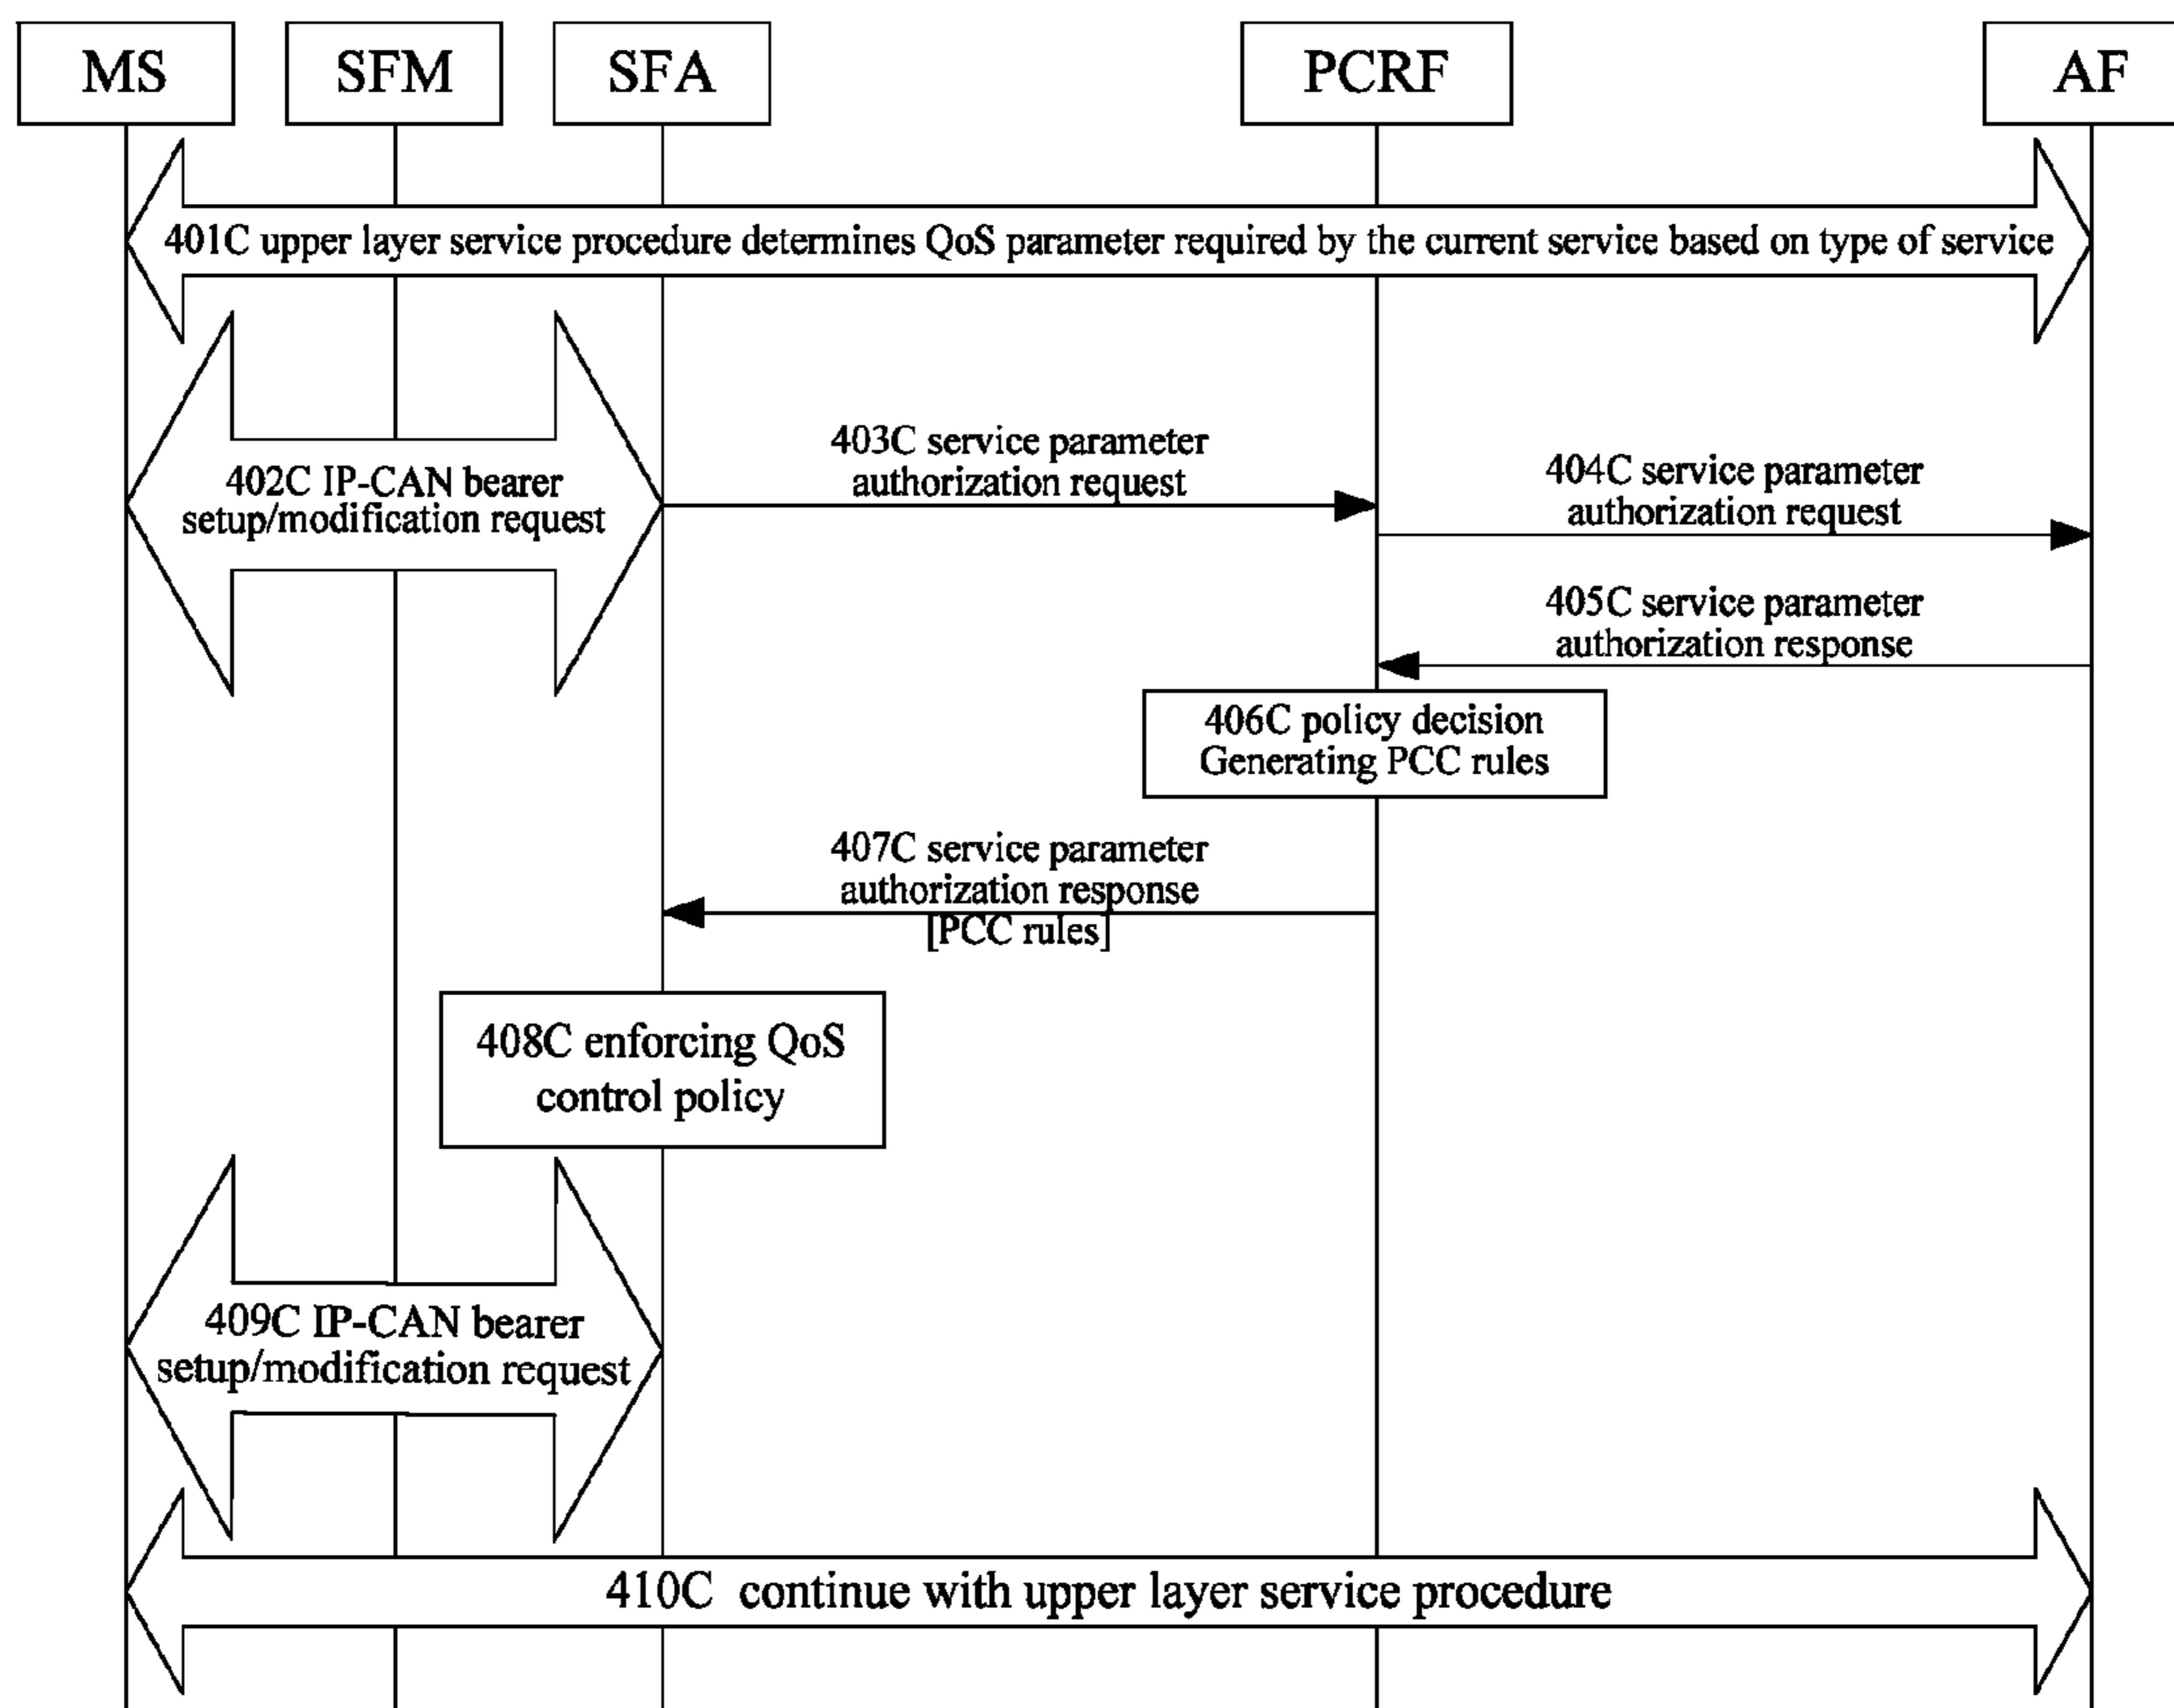 MS
SFM
SFA
PCRF
AF
401C upper layer service procedure determines QoS parameter required by the current service based on type of service
402C IP-CAN bearer
setup/modification request
403C service parameter
authorization request
404C service parameter
authorization request
405C service parameter
authorization response
406C policy decision
Generating PCC rules
407C service parameter
authorization response
[PCC rules]
408C enforcing QoS
control policy
409C IP-CAN bearer
setup/modification request
410C continue with upper layer service procedure